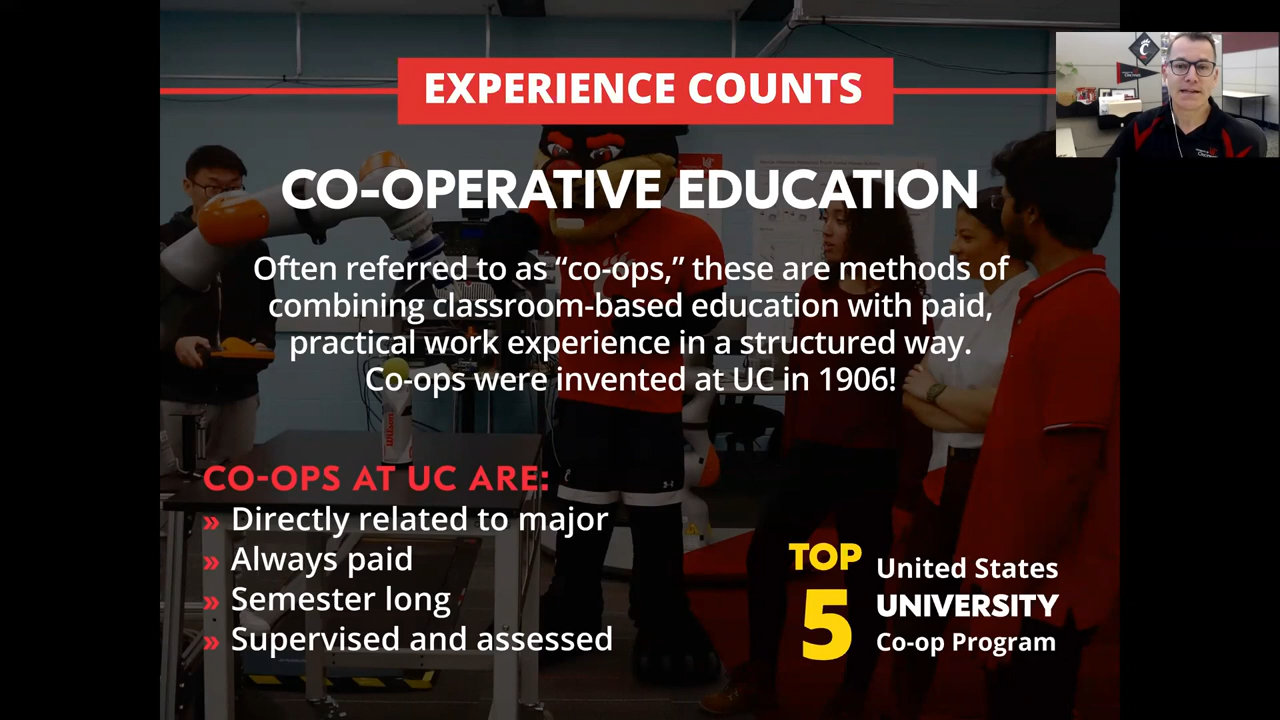 EXPERIENCE COUNTS
CO-OPERATIVE EDUCATION
Often referred to as “co-ops,” these are methods of
combining classroom-based education with paid,
practical work experience in a structured way.
Co-ops were invented at UC in 1906!
Wilson
CO-OPS AT UC ARE:
» Directly related to major
» Always paid
» Semester long
» Supervised and assessed
TOP
5
United States
UNIVERSITY
Co-op Program